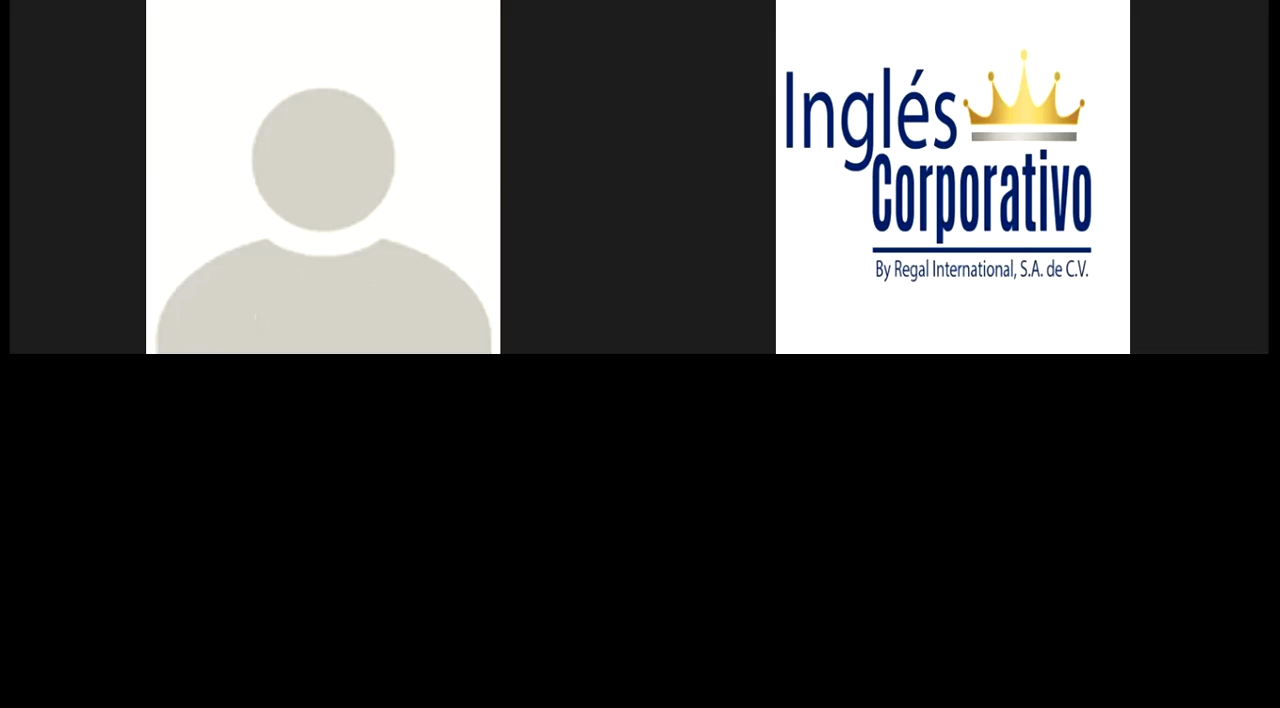 Inglés
Corporativo
By Regal International, S.A. de C.V.